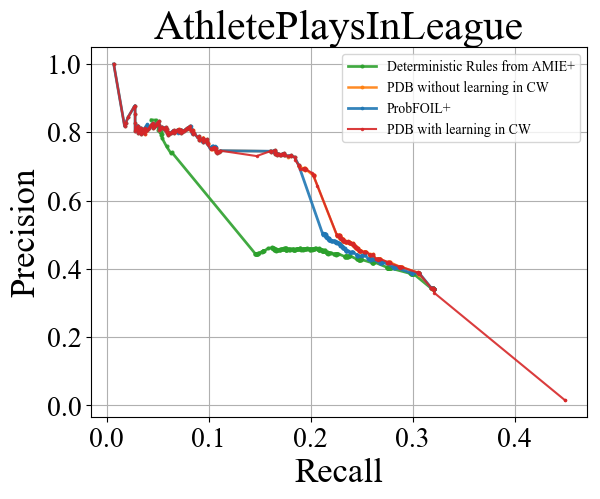 AthletePlaysInLeague
Deterministic Rules from AMIE+
PDB without learning in CW
ProbFOIL+
PDB with learning in CW
Precision
1.0
0.8
0.6
0.4
0.2
0.0
0.0 0.1 0.2 0.3 0.4
Recall